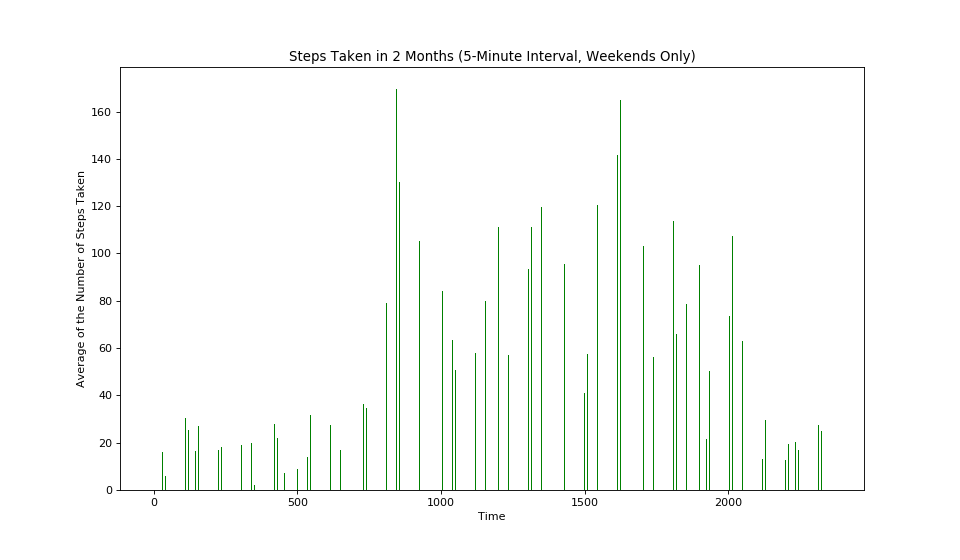 Steps Taken in 2 Months (5-Minute Interval, Weekends Only)
160
140
120
100
80
60
40
20
0
Average of the Number of Steps Taken
0 500 1000 1500 2000
Time